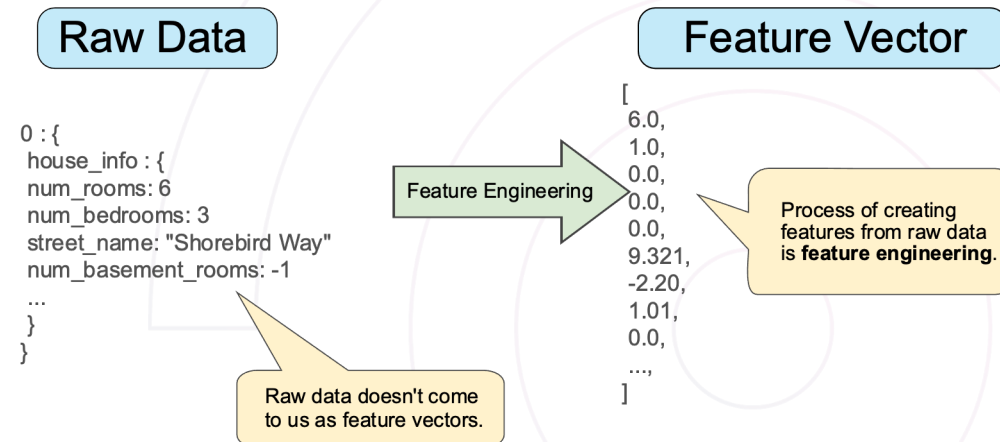 Raw Data
Feature Vector
0 : {
house_info : {
num_rooms: 6
num_bedrooms: 3
street_name: "Shorebird Way"
num_basement_rooms: -1
...
}
}
Raw data doesn't come
to us as feature vectors.
Feature Engineering
[
6.0,
1.0,
0.0,
0.0,
0.0,
9.321,
-2.20,
1.01,
0.0,
...,
]
Process of creating
features from raw data
is feature engineering.